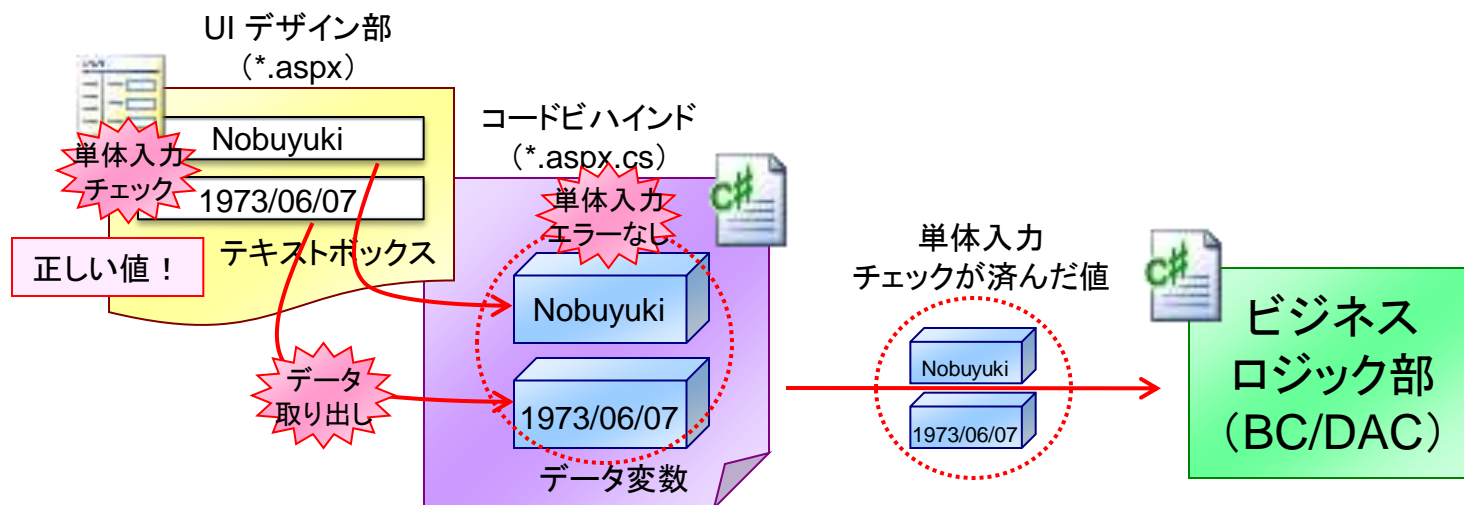 UI デザイン部
(*.aspx)
Nobuyuki
単体入力
チェック
1973/06/07
テキストボックス
正しい値！
データ
取り出し
コードビハインド
(*.aspx.cs)
C#
単体入力
エラーなし
Nobuyuki
1973/06/07
データ変数
単体入力
チェックが済んだ値
Nobuyuki
1973/06/07
C#
ビジネス
ロジック部
（BC/DAC）